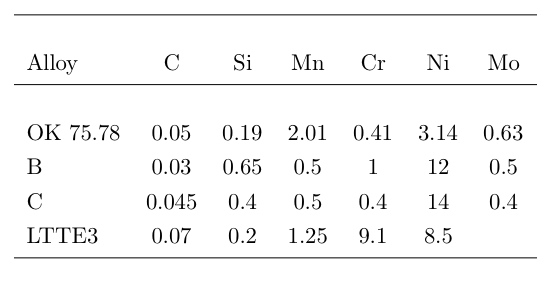 Alloy C Si Mn Cr Ni Mo
OK 75.78 0.05 0.19 2.01 0.41 3.14 0.63
B 0.03 0.65 0.5 1 12 0.5
C 0.045 0.4 0.5 0.4 14 0.4
LTTE3 0.07 0.2 1.25 9.1 8.5